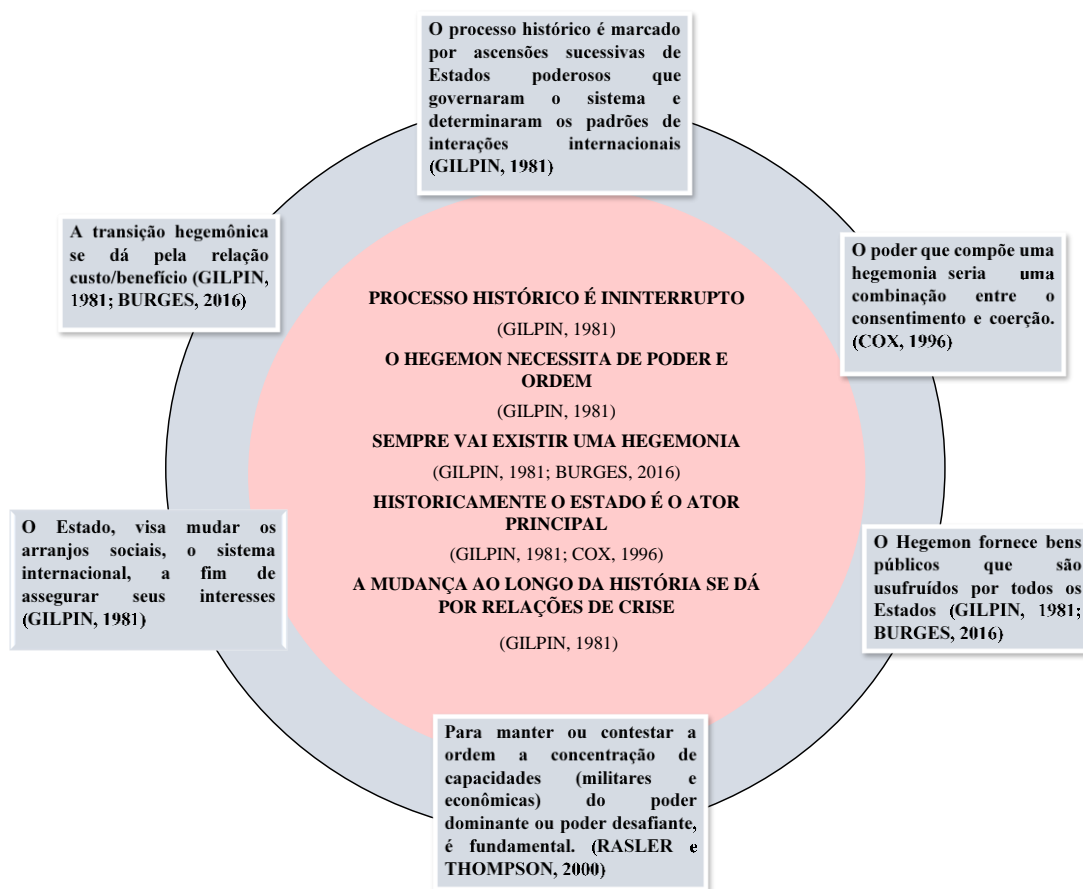 O processo histórico é marcado
por ascensões sucessivas de
Estados poderosos que
governaram o sistema e
determinaram os padrões de
interações internacionais
(GILPIN, 1981)
A transição hegemônica
se dá pela relação
custo/benefício (GILPIN,
1981; BURGES, 2016)
O poder que compõe uma
hegemonia seria uma
combinação entre o
consentimento e coerção.
(COX, 1996)
PROCESSO HISTÓRICO É ININTERRUPTO
(GILPIN, 1981)
O HEGEMON NECESSITA DE PODER E
ORDEM
(GILPIN, 1981)
SEMPRE VAI EXISTIR UMA HEGEMONIA
(GILPIN, 1981; BURGES, 2016)
HISTORICAMENTE O ESTADO É O ATOR
PRINCIPAL
(GILPIN, 1981; COX, 1996)
A MUDANÇA AO LONGO DA HISTÓRIA SE DÁ
POR RELAÇÕES DE CRISE
(GILPIN, 1981)
O Estado, visa mudar os
arranjos sociais, o sistema
internacional, a fim de
assegurar seus interesses
(GILPIN, 1981)
O Hegemon fornece bens
públicos que são
usufruídos por todos os
Estados (GILPIN, 1981;
BURGES, 2016)
Para manter ou contestar a
ordem a concentração de
capacidades (militares e
econômicas) do poder
dominante ou poder desafiante,
é fundamental. (RASLER e
THOMPSON, 2000)